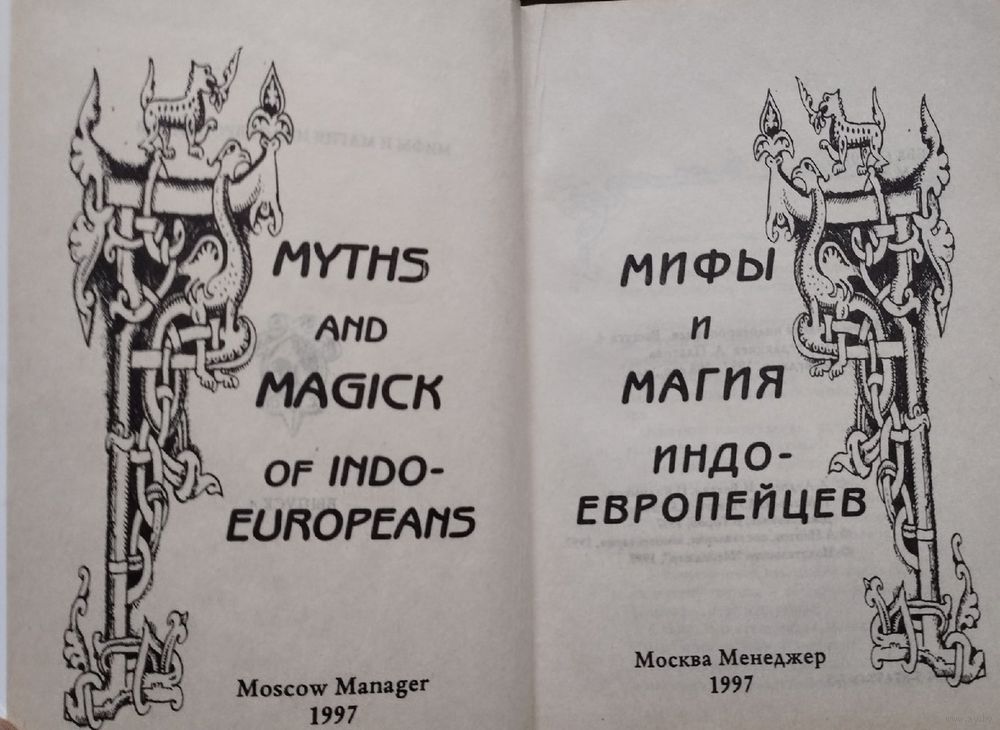 MYTHS
AND
MAGICK
OF INDO-
EUROPEANS
Moscow Manager
1997
МИФЫ
И
МАГИЯ
ИНДО-
ЕВРОПЕЙЦЕВ
Москва Менеджер
1997